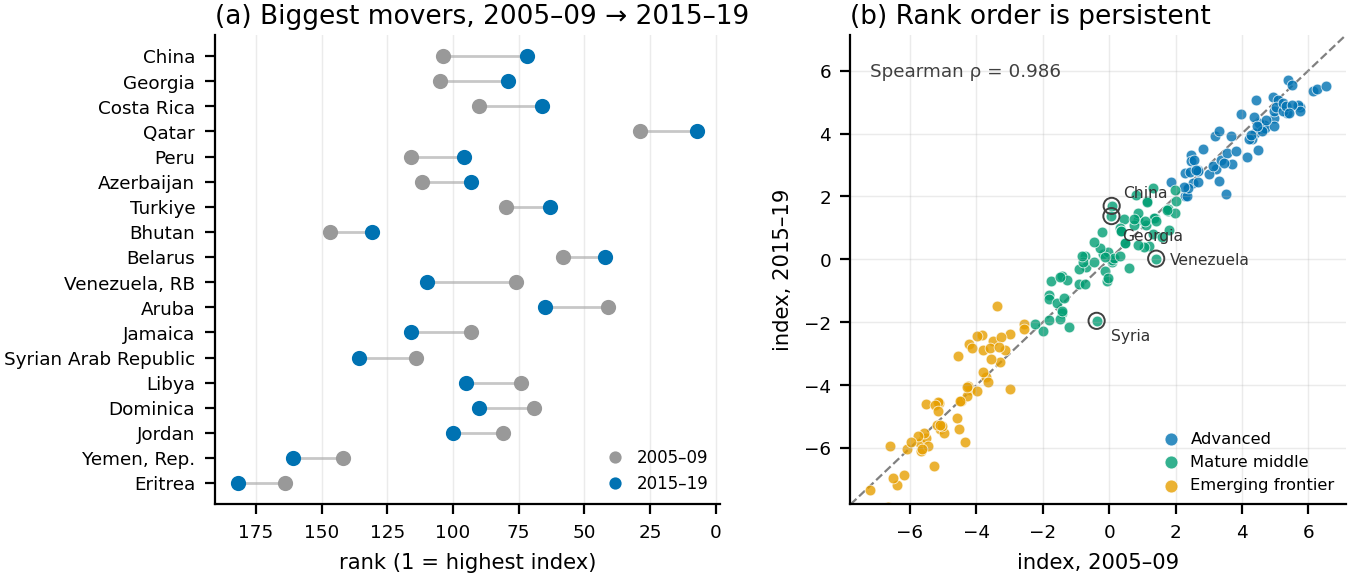 (a) Biggest movers, 2005–09 → 2015–19
China
Georgia
Costa Rica
Qatar
Peru
Azerbaijan
Turkiye
Bhutan
Belarus
Venezuela, RB
Aruba
Jamaica
Syrian Arab Republic
Libya
Dominica
Jordan
Yemen, Rep.
Eritrea
2005–09
2015–19
175 150 125 100 75 50 25 0
rank (1 = highest index)
(b) Rank order is persistent
Spearman ρ = 0.986
6
4
2
0
−2
−4
−6
index, 2015–19
China
Georgia
Venezuela
Syria
Advanced
Mature middle
Emerging frontier
−6 −4 −2 0 2 4 6
index, 2005–09